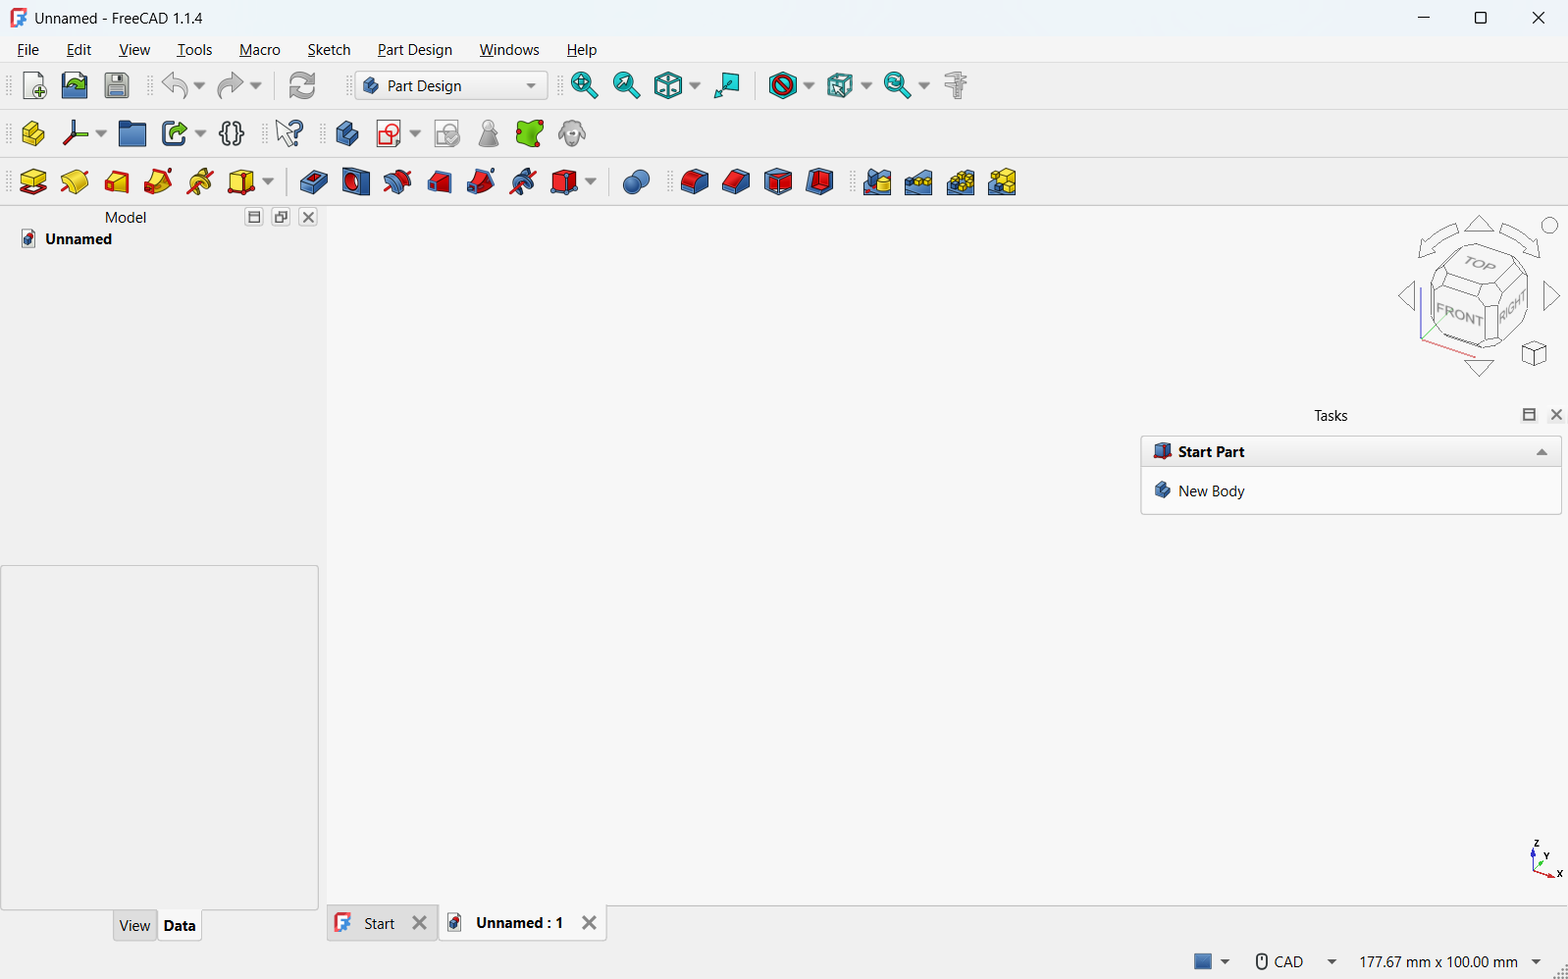 Unnamed - FreeCAD 1.1.4
File Edit View Tools Macro Sketch Part Design Windows Help
Part Design
Model
Unnamed
TOP
FRONT
RIGHT
Tasks
Start Part
New Body
Z
Y
X
View Data
Start Unnamed : 1
CAD 177.67 mm x 100.00 mm